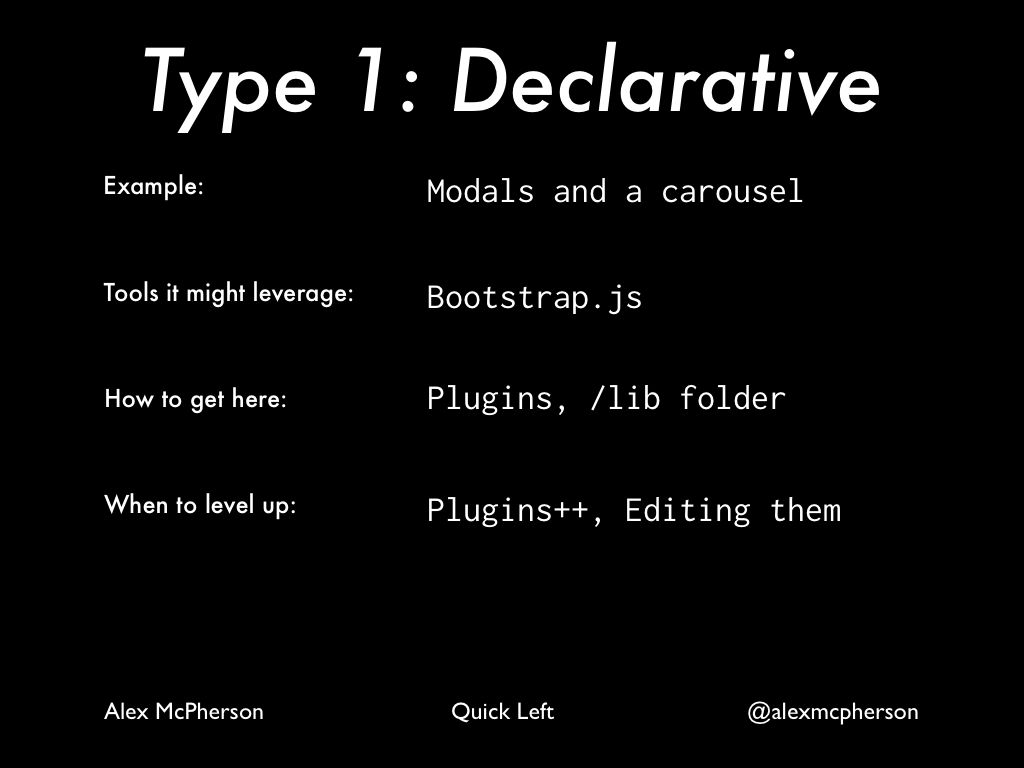 Type 1: Declarative
Example: Modals and a carousel
Tools it might leverage: Bootstrap.js
How to get here: Plugins, /lib folder
When to level up: Plugins++, Editing them
Alex McPherson Quick Left @alexmcpherson